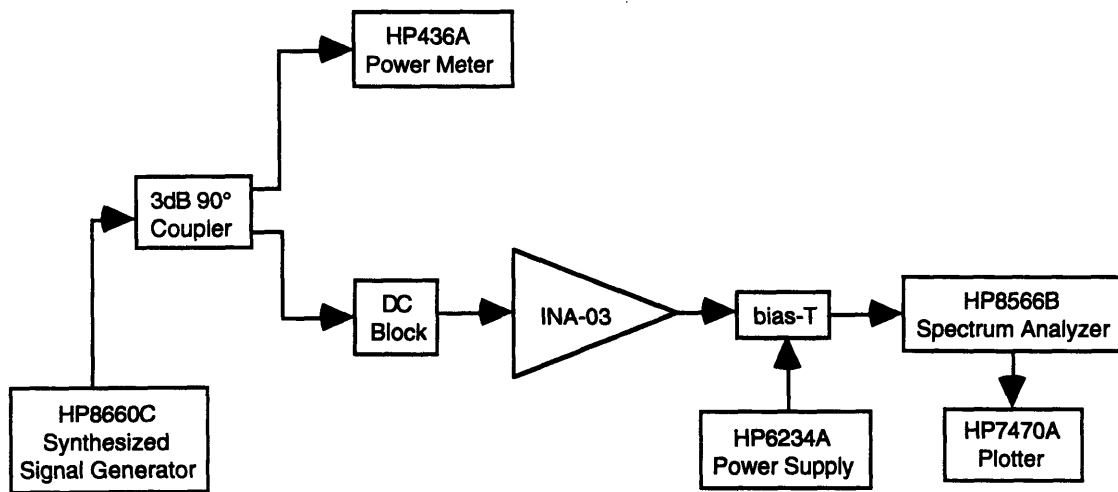 HP436A
Power Meter
3dB 90°
Coupler
DC
Block
INA-03
bias-T
HP8566B
Spectrum Analyzer
HP8660C
Synthesized
Signal Generator
HP6234A
Power Supply
HP7470A
Plotter